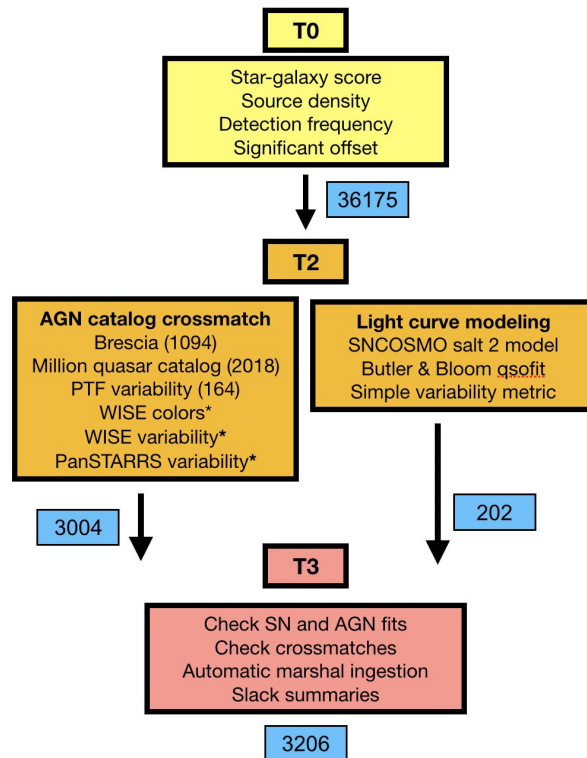 T0
Star-galaxy score
Source density
Detection frequency
Significant offset
36175
T2
AGN catalog crossmatch
Brescia (1094)
Million quasar catalog (2018)
PTF variability (164)
WISE colors*
WISE variability*
PanSTARRS variability*
Light curve modeling
SNCOSMO salt 2 model
Butler & Bloom qsofit
Simple variability metric
3004
202
T3
Check SN and AGN fits
Check crossmatches
Automatic marshal ingestion
Slack summaries
3206